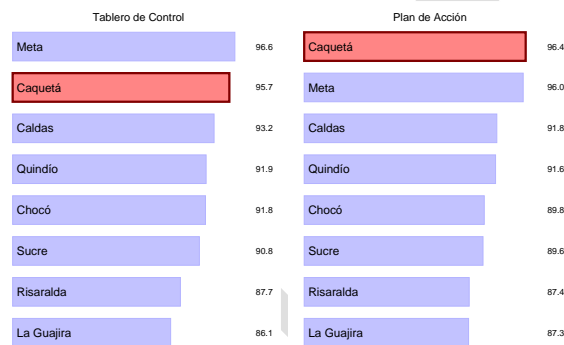 Tablero de Control
Meta 96.6
Caquetá 95.7
Caldas 93.2
Quindío 91.9
Chocó 91.8
Sucre 90.8
Risaralda 87.7
La Guajira 86.1
Plan de Acción
Caquetá 96.4
Meta 96.0
Caldas 91.8
Quindío 91.6
Chocó 89.8
Sucre 89.6
Risaralda 87.4
La Guajira 87.3